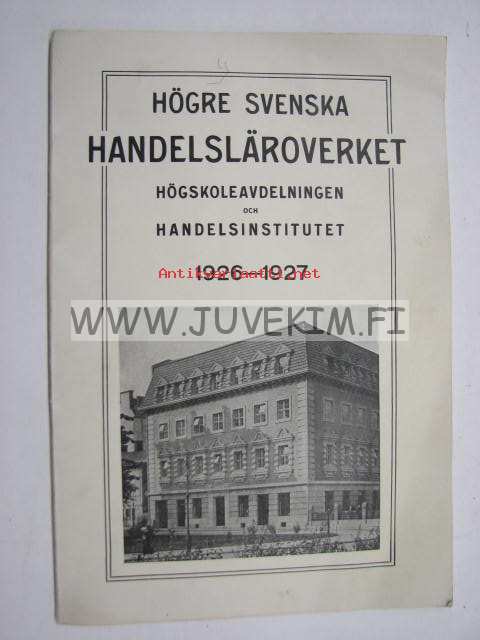 HÖGRE SVENSKA
HANDELSLÄROVERKET
HÖGSKOLEAVDELNINGEN
OCH
HANDELSINSTITUTET
1926-1927
Antikvariaatti.net
WWW.JUVEKIM.FI